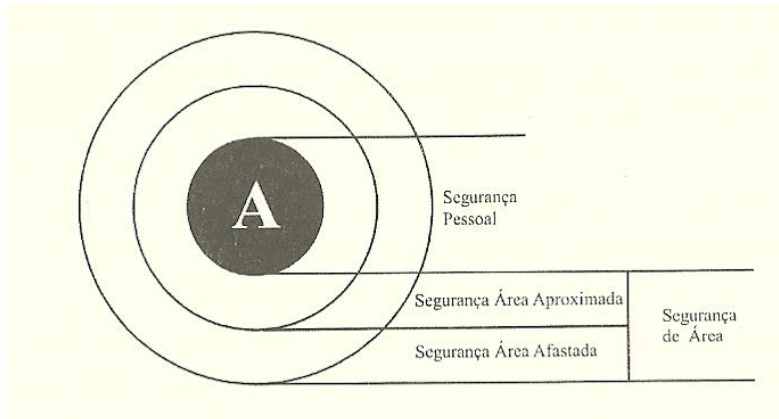 A
Segurança
Pessoal
Segurança Área Aproximada
Segurança
de Área
Segurança Área Afastada